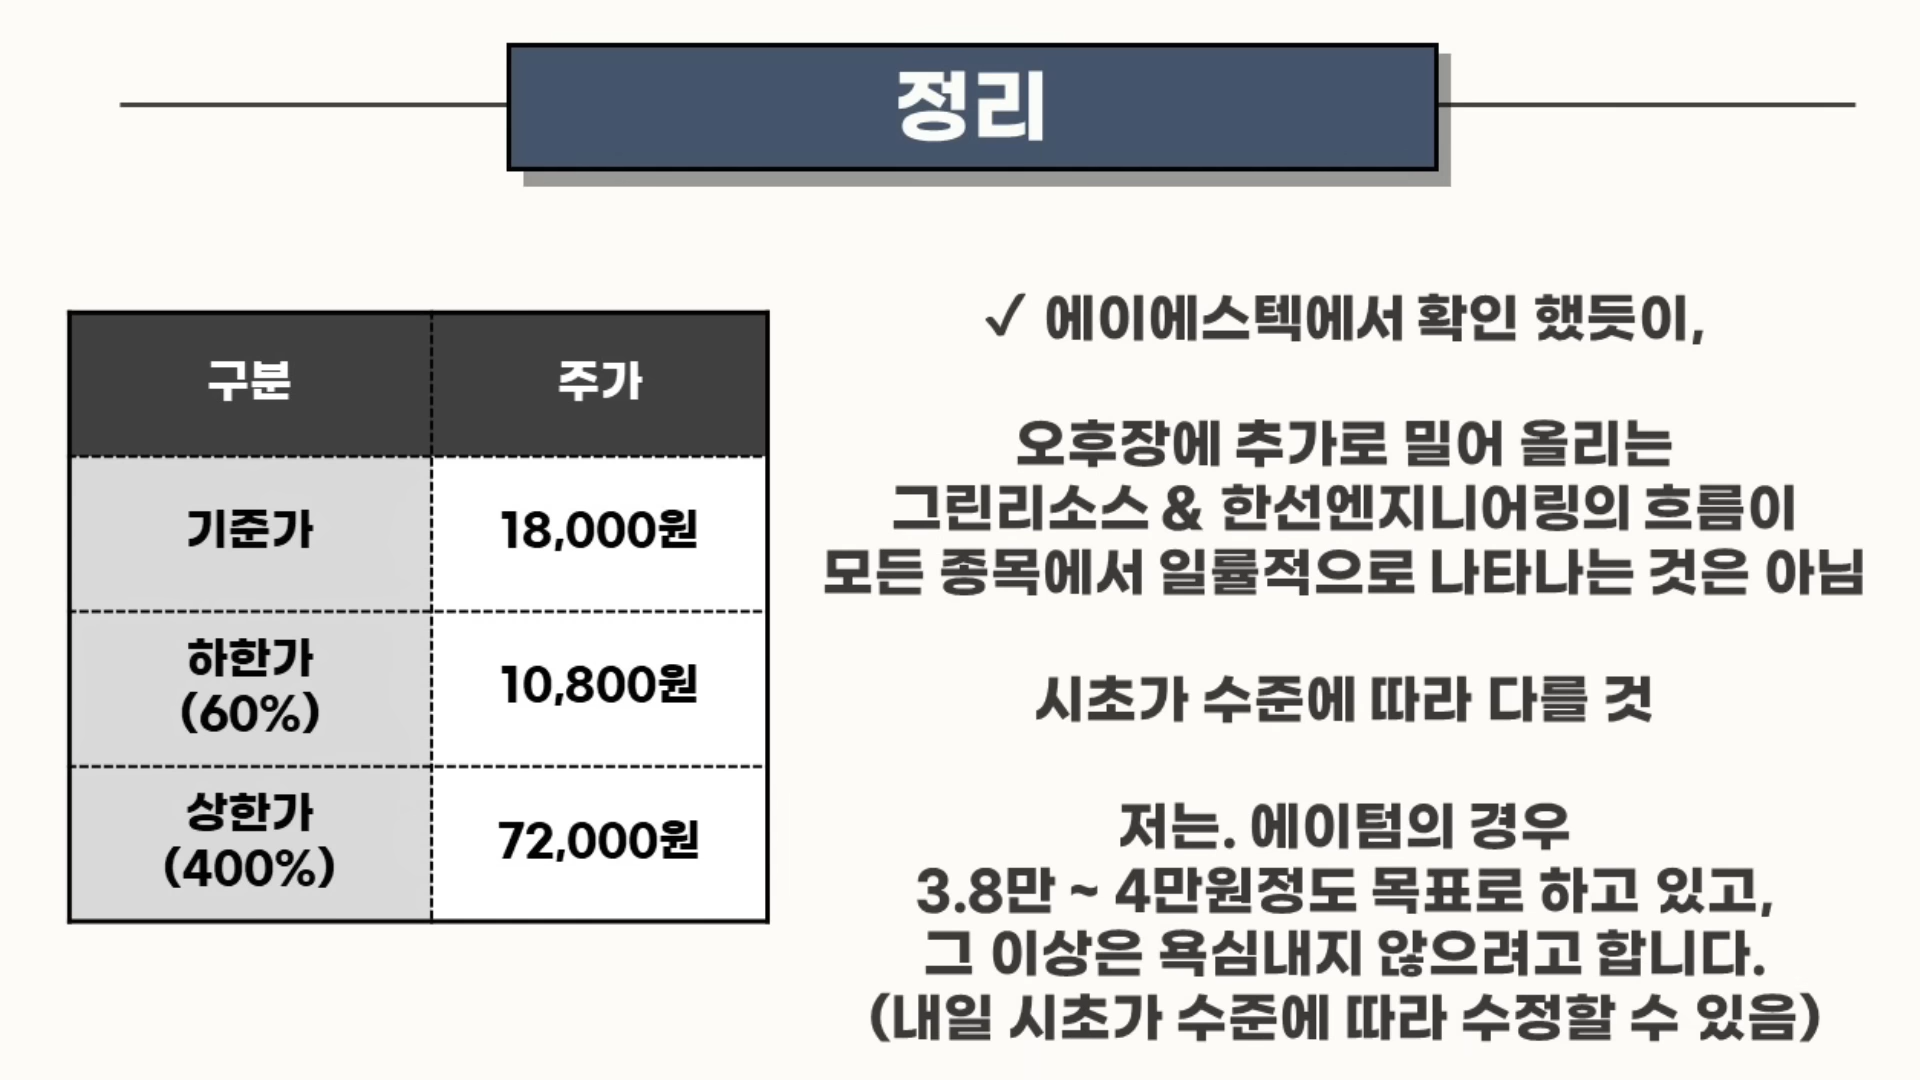 정리
구분 주가
기준가 18,000원
하한가
(60%) 10,800원
상한가
(400%) 72,000원
✓ 에이에스텍에서 확인 했듯이,
오후장에 추가로 밀어 올리는
그린리소스 & 한선엔지니어링의 흐름이
모든 종목에서 일률적으로 나타나는 것은 아님
시초가 수준에 따라 다를 것
저는. 에이텀의 경우
3.8만 ~ 4만원정도 목표로 하고 있고,
그 이상은 욕심내지 않으려고 합니다.
(내일 시초가 수준에 따라 수정할 수 있음)